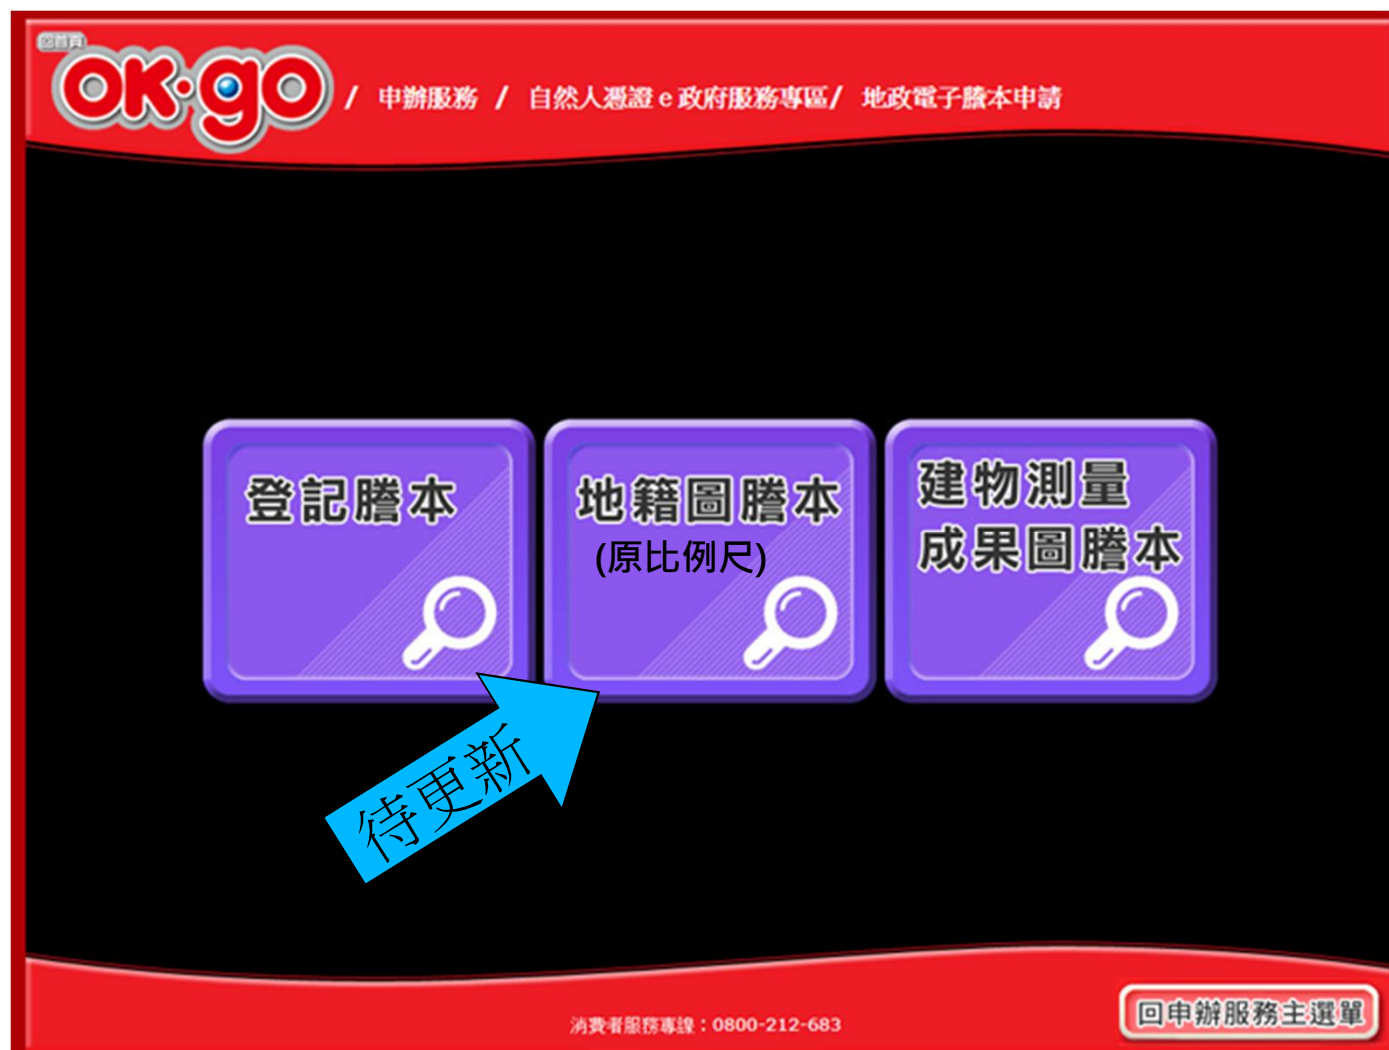 回首頁
OK·go
/ 申辦服務 / 自然人憑證 e 政府服務專區/ 地政電子謄本申請
登記謄本
地籍圖謄本
(原比例尺)
建物測量
成果圖謄本
待更新
消費者服務專線：0800-212-683
回申辦服務主選單